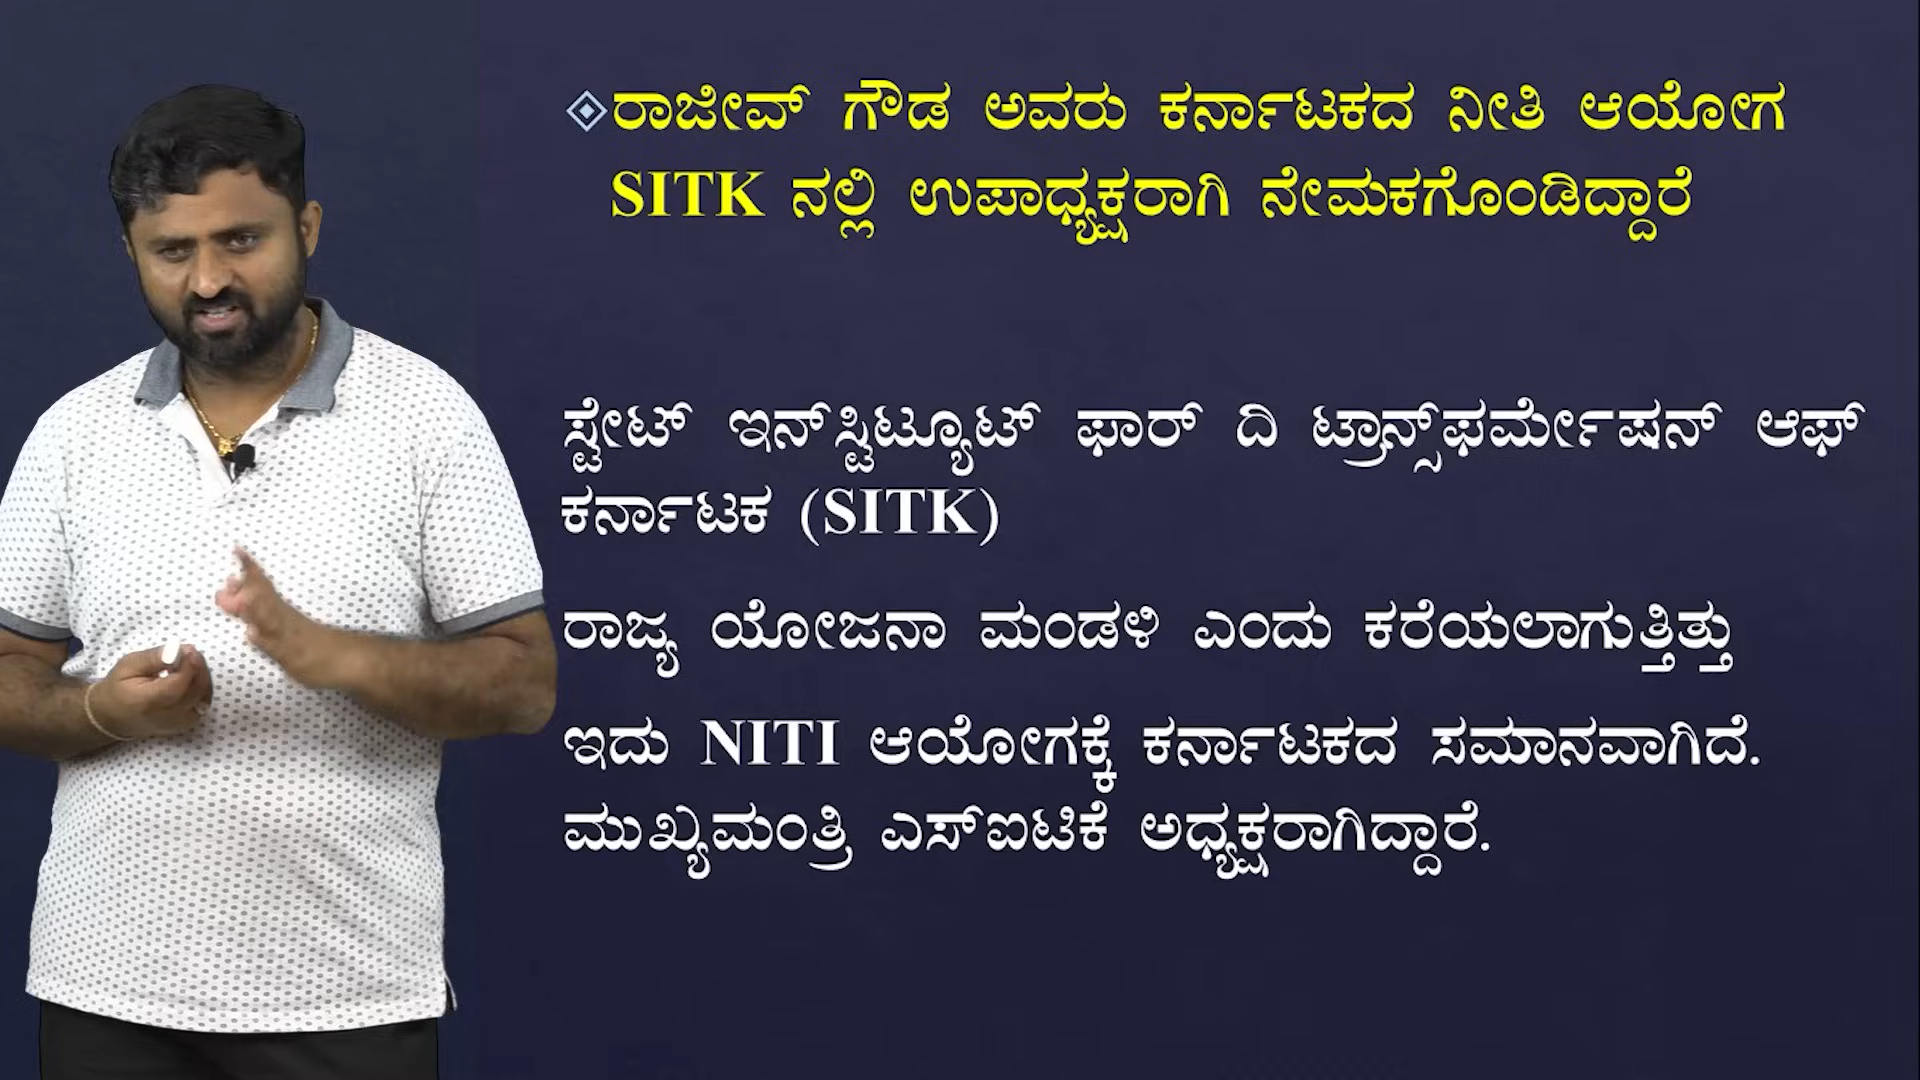 ರಾಜೀವ್ ಗೌಡ ಅವರು ಕರ್ನಾಟಕದ ನೀತಿ ಆಯೋಗ
SITK ನಲ್ಲಿ ಉಪಾಧ್ಯಕ್ಷರಾಗಿ ನೇಮಕಗೊಂಡಿದ್ದಾರೆ
ಸ್ಟೇಟ್ ಇನ್‌ಸ್ಟಿಟ್ಯೂಟ್ ಫಾರ್ ದಿ ಟ್ರಾನ್ಸ್‌ಫರ್ಮೇಷನ್ ಆಫ್
ಕರ್ನಾಟಕ (SITK)
ರಾಜ್ಯ ಯೋಜನಾ ಮಂಡಳಿ ಎಂದು ಕರೆಯಲಾಗುತ್ತಿತ್ತು
ಇದು NITI ಆಯೋಗಕ್ಕೆ ಕರ್ನಾಟಕದ ಸಮಾನವಾಗಿದೆ.
ಮುಖ್ಯಮಂತ್ರಿ ಎಸ್‌ಐಟಿಕೆ ಅಧ್ಯಕ್ಷರಾಗಿದ್ದಾರೆ.